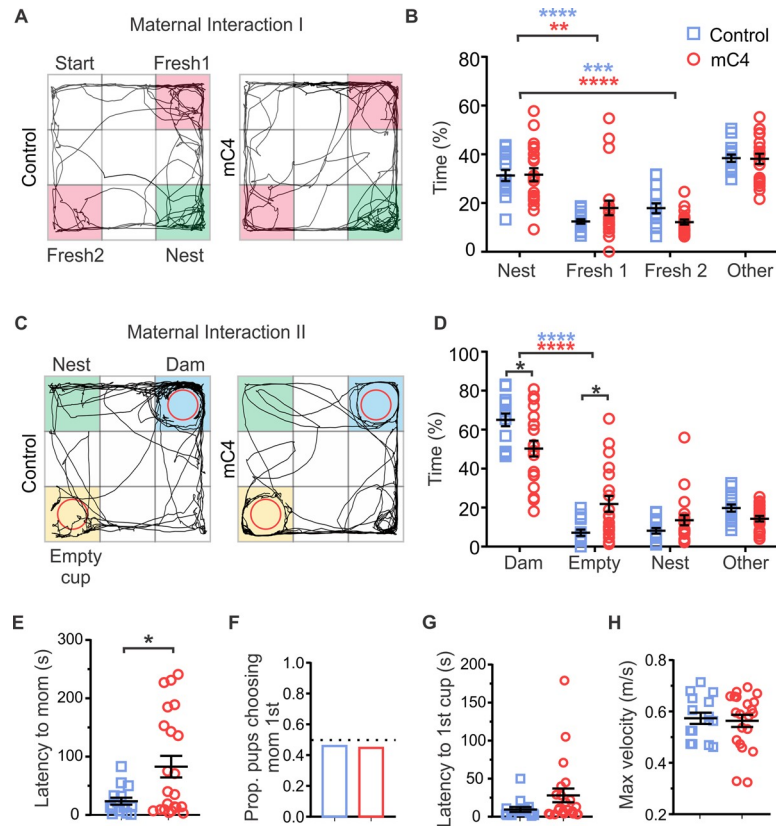 A
Maternal Interaction I
Start Fresh1
Control
mC4
Fresh2 Nest
B
****
**
***
****
Control
mC4
Time (%)
80
60
40
20
0
Nest Fresh 1 Fresh 2 Other
C
Maternal Interaction II
Nest Dam
Control
mC4
Empty
cup
D
****
****
*
*
Time (%)
100
80
60
40
20
0
Dam Empty Nest Other
E
*
Latency to mom (s)
300
200
100
0
F
Prop. pups choosing
mom 1st
1.0
0.8
0.6
0.4
0.2
0.0
G
Latency to 1st cup (s)
250
200
150
100
50
25
0
H
Max velocity (m/s)
0.8
0.6
0.4
0.2